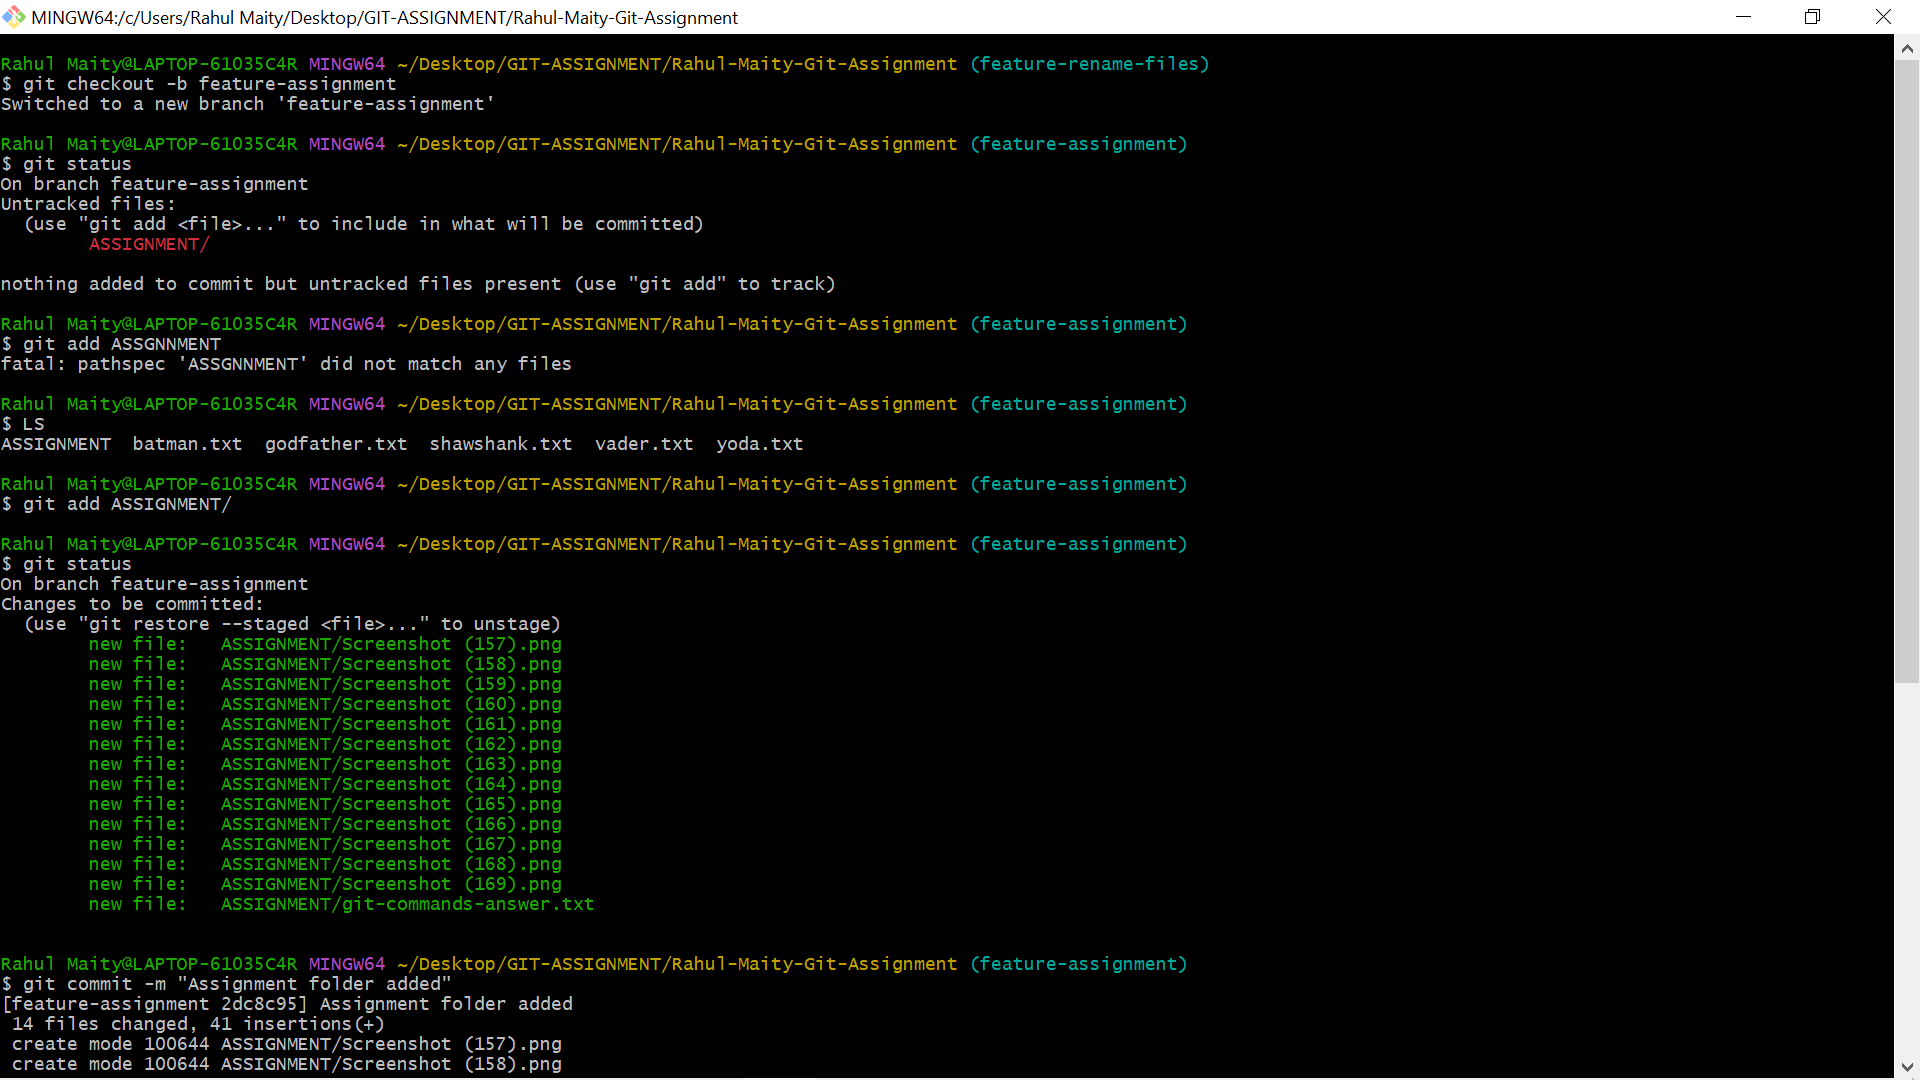 MINGW64:/c/Users/Rahul Maity/Desktop/GIT-ASSIGNMENT/Rahul-Maity-Git-Assignment
Rahul Maity@LAPTOP-61O35C4R MINGW64 ~/Desktop/GIT-ASSIGNMENT/Rahul-Maity-Git-Assignment (feature-rename-files)
$ git checkout -b feature-assignment
Switched to a new branch 'feature-assignment'
Rahul Maity@LAPTOP-61O35C4R MINGW64 ~/Desktop/GIT-ASSIGNMENT/Rahul-Maity-Git-Assignment (feature-assignment)
$ git status
On branch feature-assignment
Untracked files:
  (use "git add <file>..." to include in what will be committed)
        ASSIGNMENT/
nothing added to commit but untracked files present (use "git add" to track)
Rahul Maity@LAPTOP-61O35C4R MINGW64 ~/Desktop/GIT-ASSIGNMENT/Rahul-Maity-Git-Assignment (feature-assignment)
$ git add ASSGNNMENT
fatal: pathspec 'ASSGNNMENT' did not match any files
Rahul Maity@LAPTOP-61O35C4R MINGW64 ~/Desktop/GIT-ASSIGNMENT/Rahul-Maity-Git-Assignment (feature-assignment)
$ LS
ASSIGNMENT  batman.txt  godfather.txt  shawshank.txt  vader.txt  yoda.txt
Rahul Maity@LAPTOP-61O35C4R MINGW64 ~/Desktop/GIT-ASSIGNMENT/Rahul-Maity-Git-Assignment (feature-assignment)
$ git add ASSIGNMENT/
Rahul Maity@LAPTOP-61O35C4R MINGW64 ~/Desktop/GIT-ASSIGNMENT/Rahul-Maity-Git-Assignment (feature-assignment)
$ git status
On branch feature-assignment
Changes to be committed:
  (use "git restore --staged <file>..." to unstage)
        new file:   ASSIGNMENT/Screenshot (157).png
        new file:   ASSIGNMENT/Screenshot (158).png
        new file:   ASSIGNMENT/Screenshot (159).png
        new file:   ASSIGNMENT/Screenshot (160).png
        new file:   ASSIGNMENT/Screenshot (161).png
        new file:   ASSIGNMENT/Screenshot (162).png
        new file:   ASSIGNMENT/Screenshot (163).png
        new file:   ASSIGNMENT/Screenshot (164).png
        new file:   ASSIGNMENT/Screenshot (165).png
        new file:   ASSIGNMENT/Screenshot (166).png
        new file:   ASSIGNMENT/Screenshot (167).png
        new file:   ASSIGNMENT/Screenshot (168).png
        new file:   ASSIGNMENT/Screenshot (169).png
        new file:   ASSIGNMENT/git-commands-answer.txt
Rahul Maity@LAPTOP-61O35C4R MINGW64 ~/Desktop/GIT-ASSIGNMENT/Rahul-Maity-Git-Assignment (feature-assignment)
$ git commit -m "Assignment folder added"
[feature-assignment 2dc8c95] Assignment folder added
 14 files changed, 41 insertions(+)
 create mode 100644 ASSIGNMENT/Screenshot (157).png
 create mode 100644 ASSIGNMENT/Screenshot (158).png